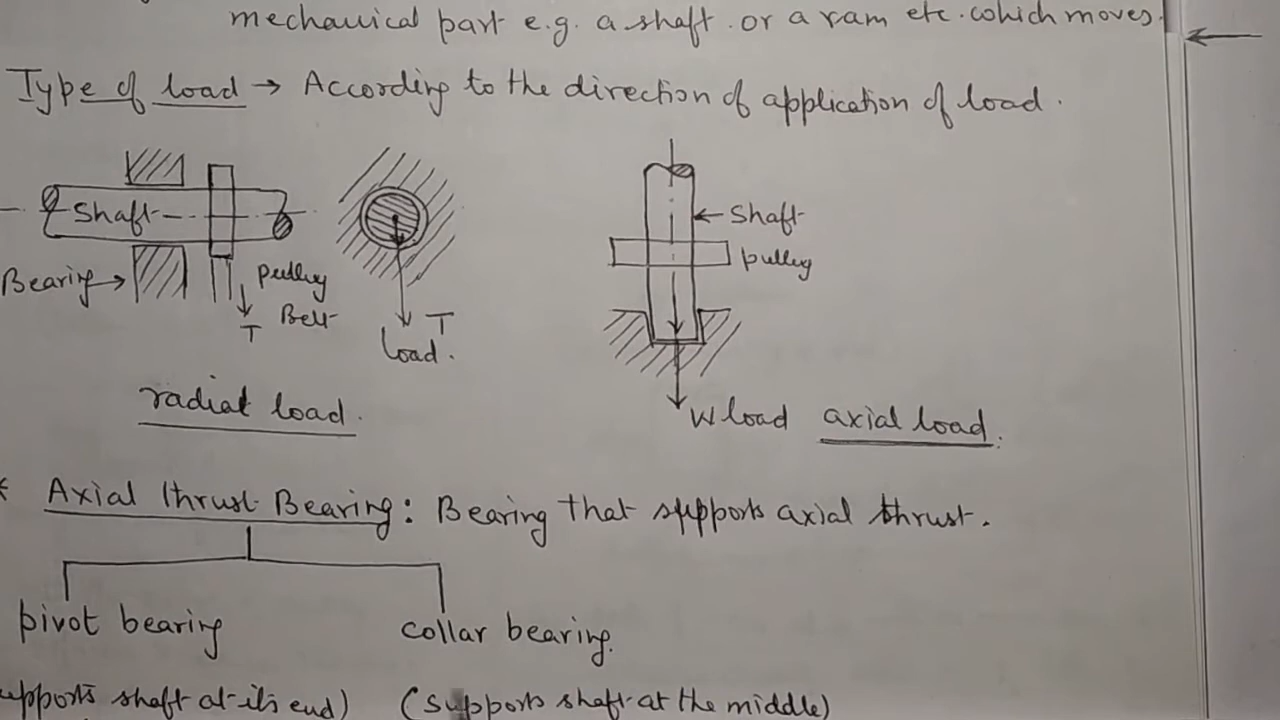 mechanical part e.g. a shaft or a ram etc. which moves.
Type of load → According to the direction of application of load.
Shaft
Bearing →
pulley
Belt
T
T
load.
radial load.
← Shaft
pulley
W load axial load.
* Axial thrust Bearing: Bearing that supports axial thrust.
pivot bearing
collar bearing.
upports shaft at its end) (supports shaft at the middle)